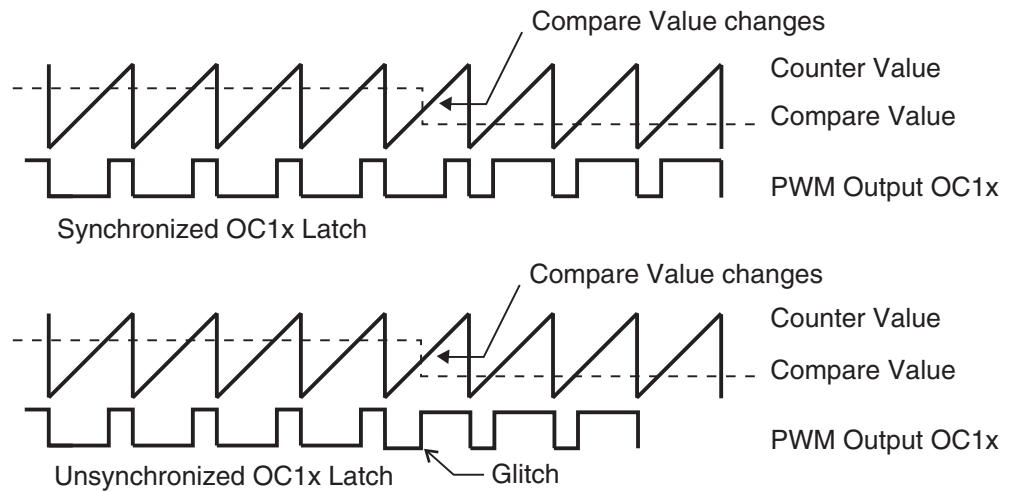 Compare Value changes
Counter Value
Compare Value
PWM Output OC1x
Synchronized OC1x Latch
Compare Value changes
Counter Value
Compare Value
PWM Output OC1x
Unsynchronized OC1x Latch
Glitch